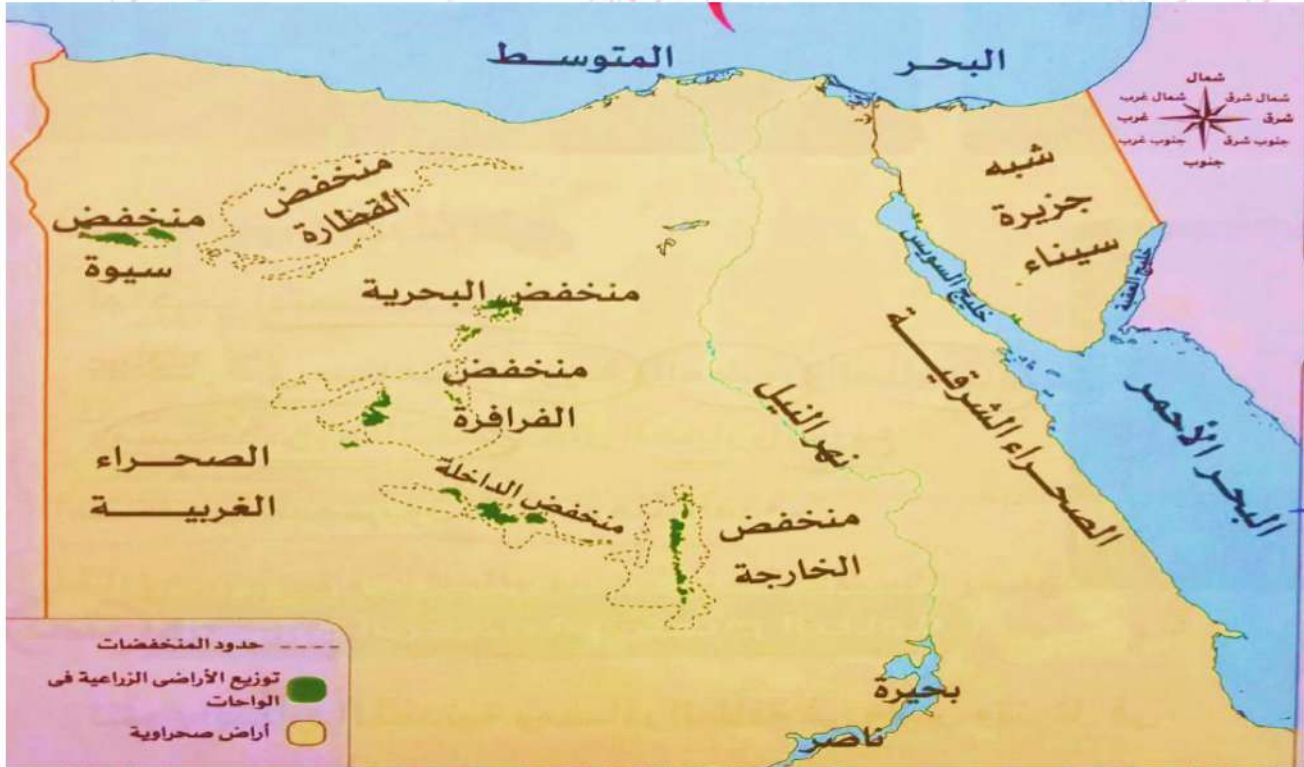 البحر
المتوسط
شمال
شمال شرق
شمال غرب
شرق
غرب
جنوب شرق
جنوب غرب
جنوب
شبه
جزيرة
سيناء
خليج السويس
خليج العقبة
منخفض
القطارة
منخفض
سيوة
منخفض البحرية
منخفض
الفرافرة
نهر النيل
الصحراء الشرقية
البحر الأحمر
الصحراء
الغربية
منخفض الداخلة
منخفض
الخارجة
بحيرة
ناصر
حدود المنخفضات
توزيع الأراضى الزراعية فى
الواحات
أراض صحراوية